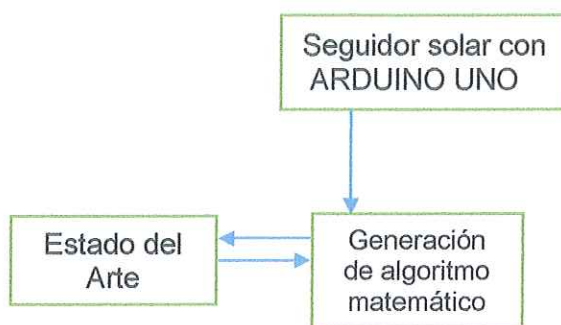 Seguidor solar con
ARDUINO UNO
Estado del
Arte
Generación
de algoritmo
matemático